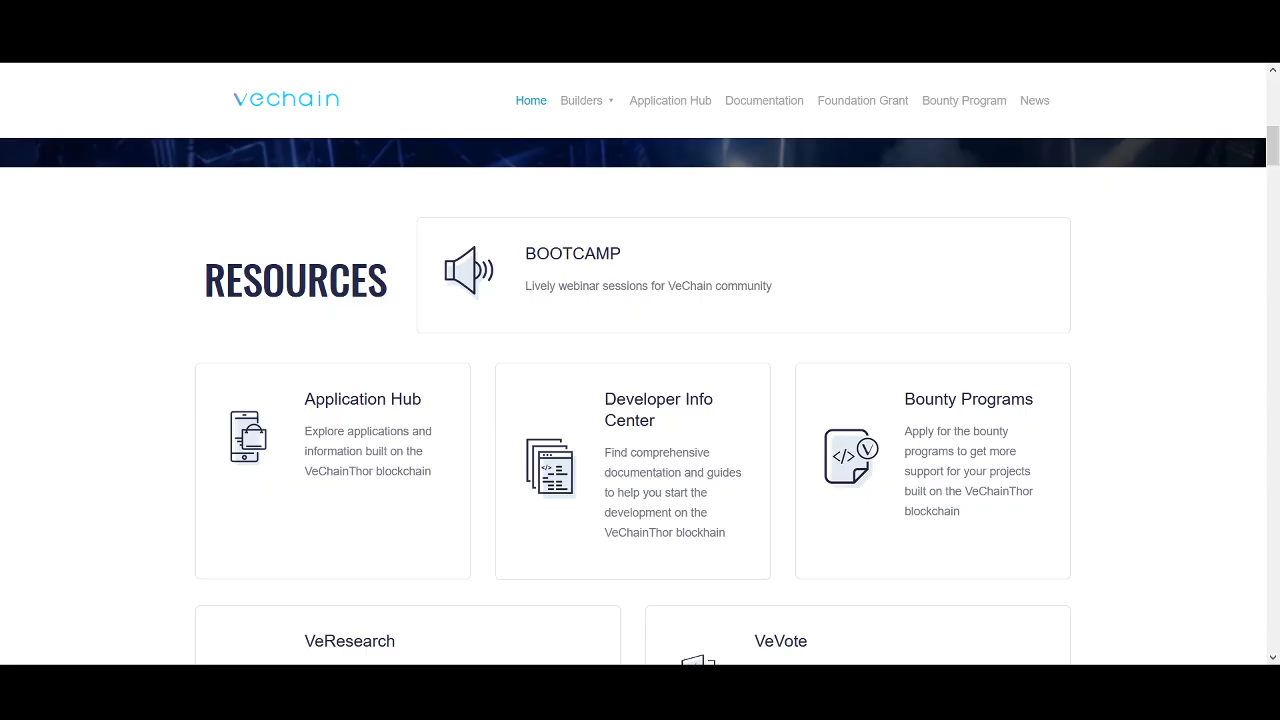 vechain
Home Builders Application Hub Documentation Foundation Grant Bounty Program News
RESOURCES
BOOTCAMP
Lively webinar sessions for VeChain community
Application Hub
Explore applications and
information built on the
VeChainThor blockchain
Developer Info
Center
Find comprehensive
documentation and guides
to help you start the
development on the
VeChainThor blockhain
Bounty Programs
Apply for the bounty
programs to get more
support for your projects
built on the VeChainThor
blockchain
VeResearch
VeVote